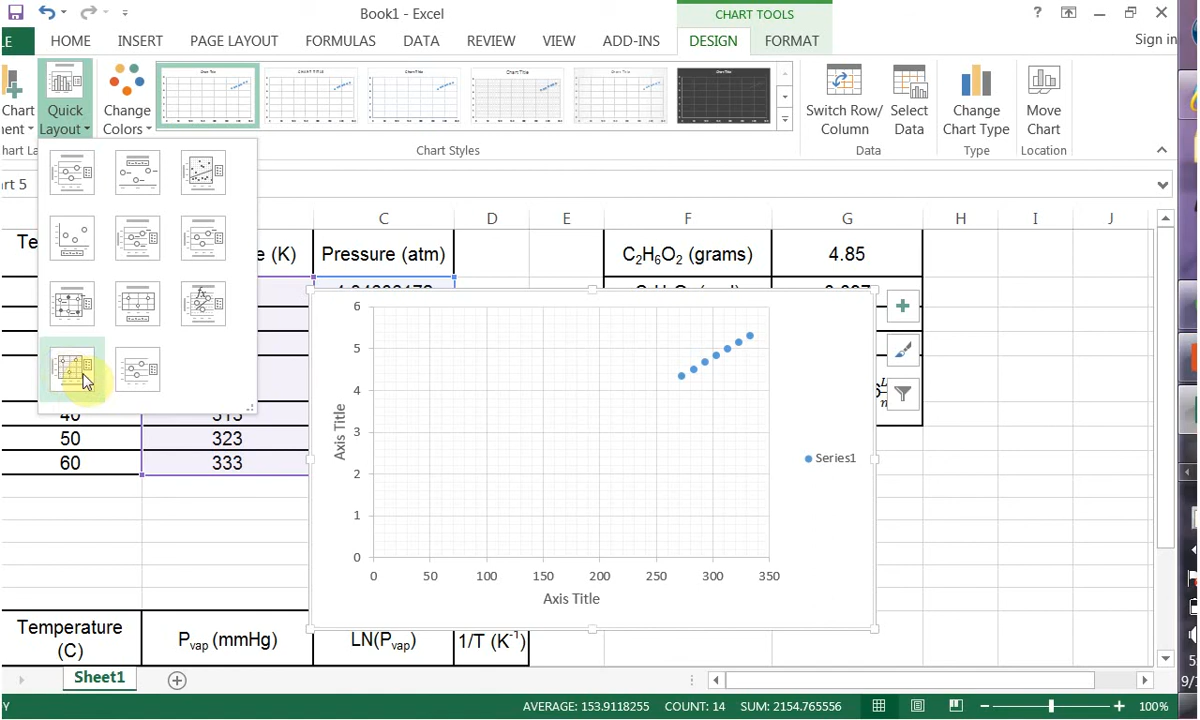 Book1 - Excel
CHART TOOLS
?
HOME
INSERT
PAGE LAYOUT
FORMULAS
DATA
REVIEW
VIEW
ADD-INS
DESIGN
FORMAT
Sign in
Chart
Quick
Layout
Change
Colors
Switch Row/
Column
Select
Data
Change
Chart Type
Move
Chart
Chart Styles
Data
Type
Location
art 5
C
D
E
F
G
H
I
J
Te
e (K)
Pressure (atm)
C₂H₆O₂ (grams)
4.85
6
5
4
3
2
1
0
0
50
100
150
200
250
300
350
Axis Title
Axis Title
Series1
40
313
50
323
60
333
Temperature
(C)
Pvap (mmHg)
LN(Pvap)
1/T (K⁻¹)
Sheet1
AVERAGE: 153.9118255
COUNT: 14
SUM: 2154.765556
100%